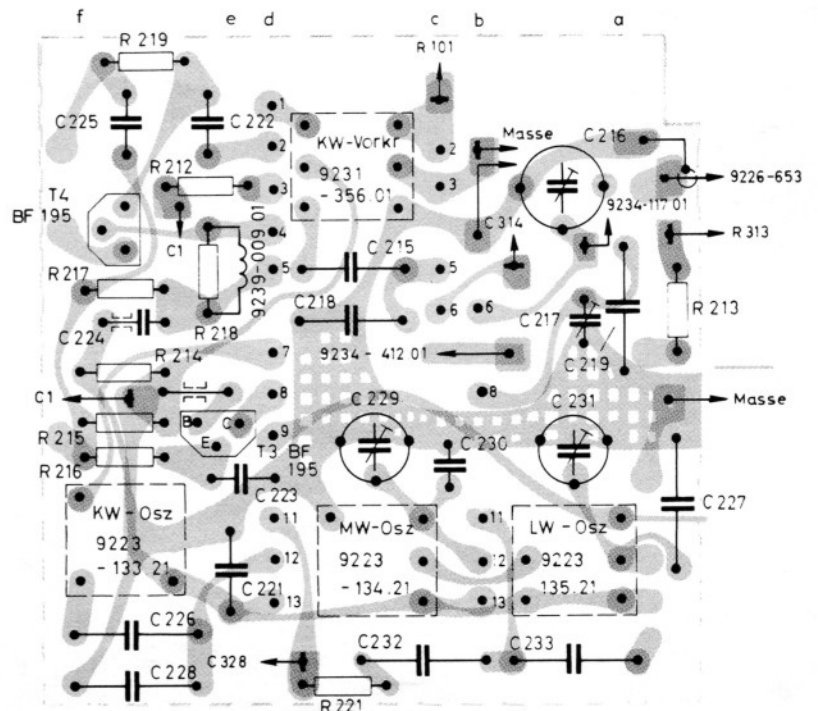 f e d c b a
R 219
R 101
C 225
C 222
1
KW-Vorkr
Masse
C 216
2
2
R 212
9231
9226-653
T4
3
-356.01
3
BF 195
9234-117 01
C 314
4
C 215
R 313
C1
9239-009 01
R 217
5
5
C 218
6
6
C 217
R 213
C 224
R 218
9234 - 412 01
7
C 219
R 214
C1
8
C 229
8
C 231
Masse
B
C
R 215
9
C 230
E
T3
BF
195
R 216
C 223
C 227
KW - Osz
11
MW-Osz
11
LW - Osz
9223
12
9223
12
9223
-133.21
C 221
-134.21
135.21
13
13
C 226
C 232
C 233
C 328
C 228
R 221